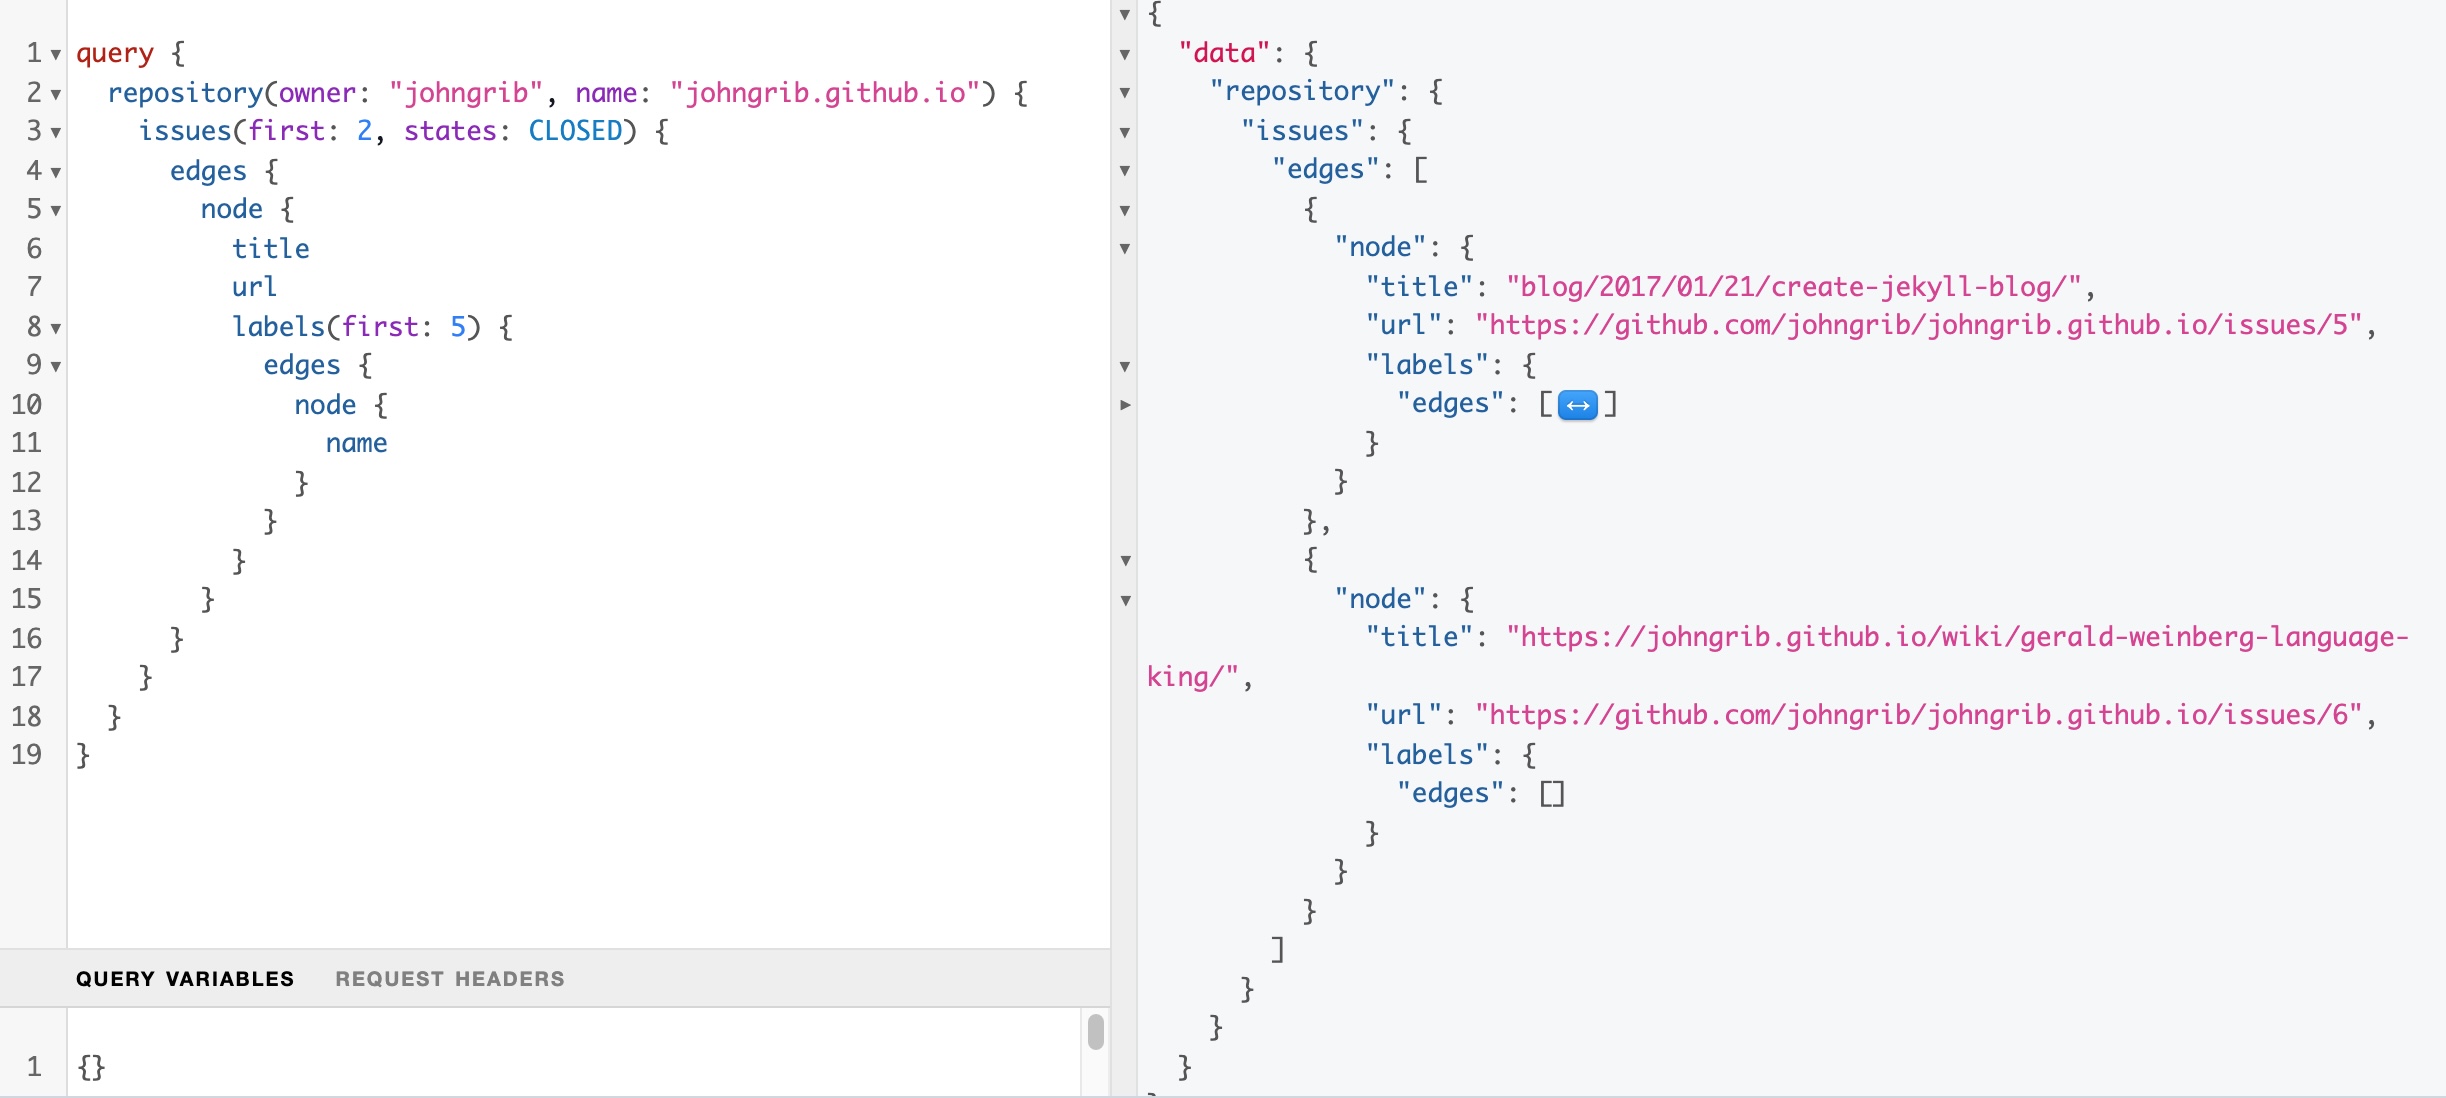 1 query {
2   repository(owner: "johngrib", name: "johngrib.github.io") {
3     issues(first: 2, states: CLOSED) {
4       edges {
5         node {
6           title
7           url
8           labels(first: 5) {
9             edges {
10               node {
11                 name
12               }
13             }
14           }
15         }
16       }
17     }
18   }
19 }
QUERY VARIABLES REQUEST HEADERS
1 {}
{
  "data": {
    "repository": {
      "issues": {
        "edges": [
          {
            "node": {
              "title": "blog/2017/01/21/create-jekyll-blog/",
              "url": "https://github.com/johngrib/johngrib.github.io/issues/5",
              "labels": {
                "edges": [↔]
              }
            }
          },
          {
            "node": {
              "title": "https://johngrib.github.io/wiki/gerald-weinberg-language-
king/",
              "url": "https://github.com/johngrib/johngrib.github.io/issues/6",
              "labels": {
                "edges": []
              }
            }
          }
        ]
      }
    }
  }